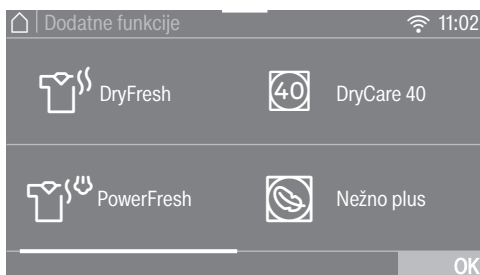 Dodatne funkcije 11:02
DryFresh 40 DryCare 40
PowerFresh Nežno plus
OK